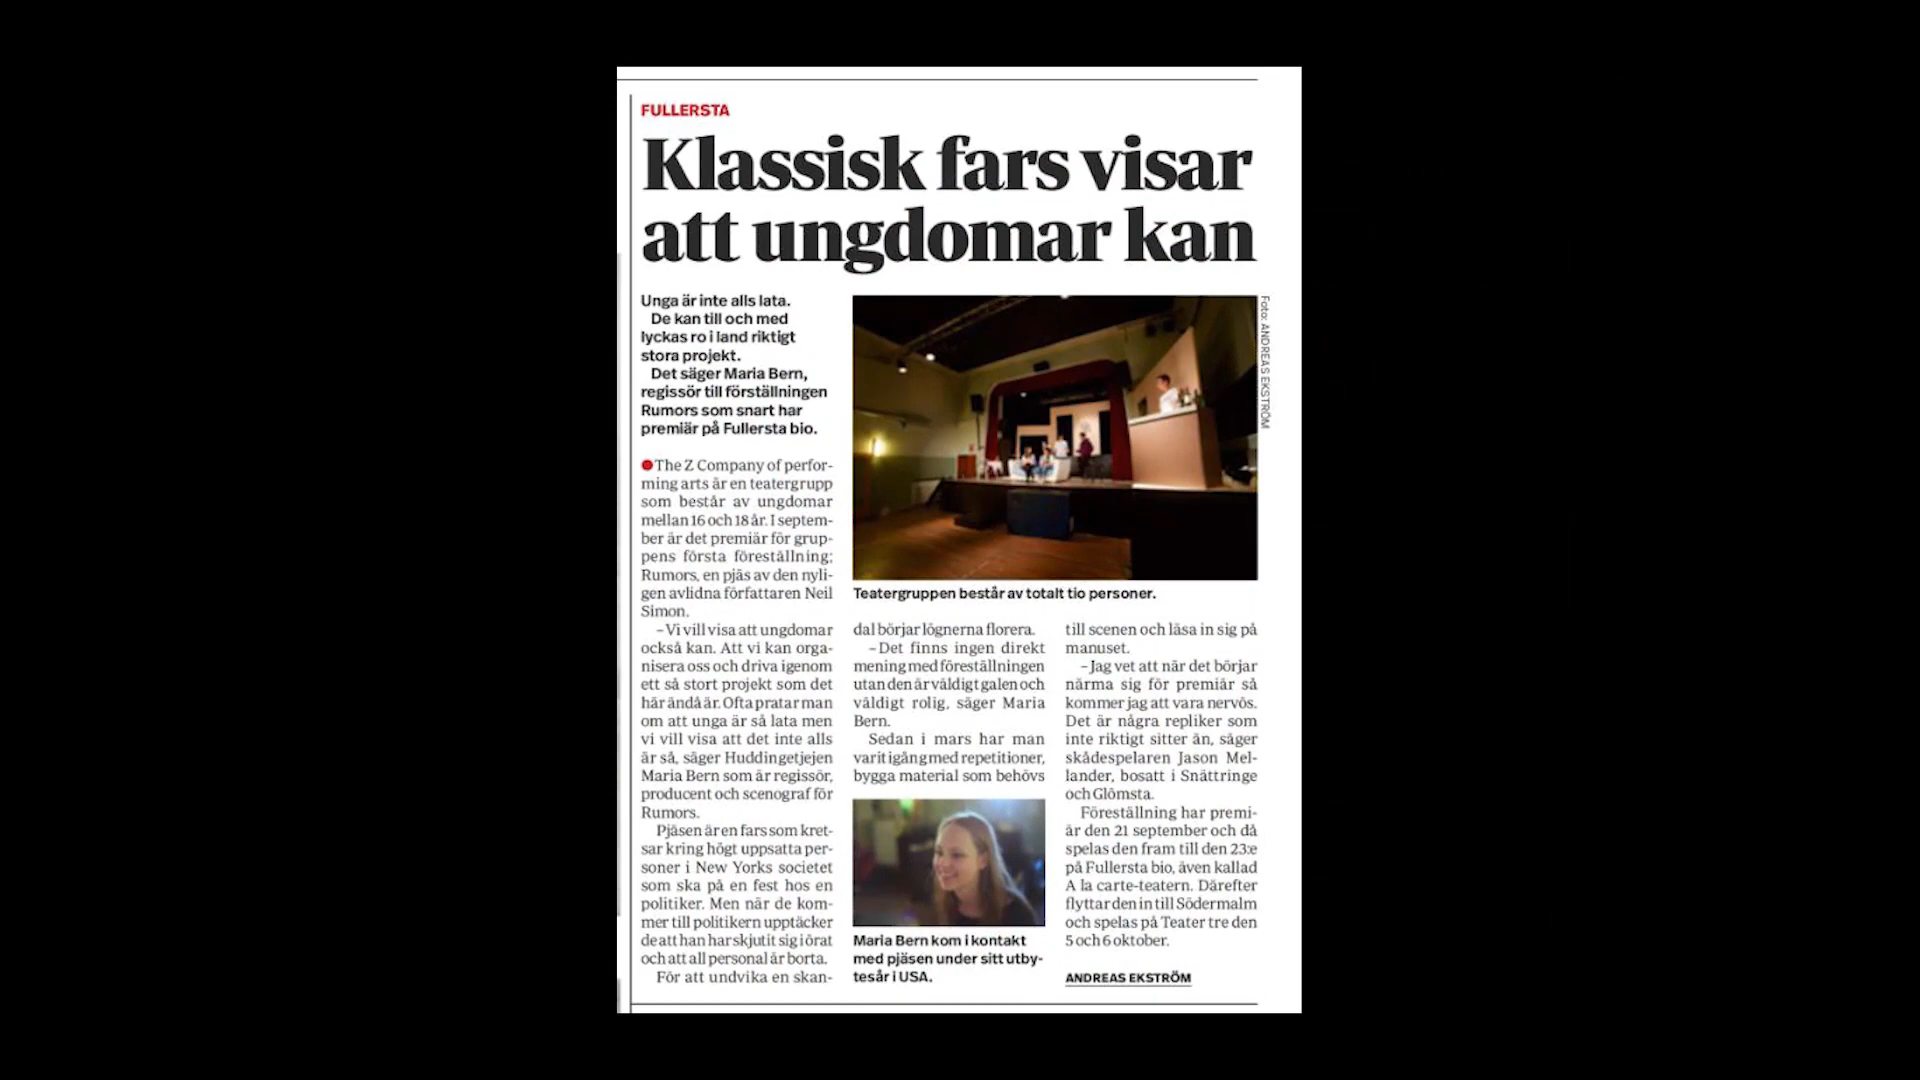 FULLERSTA
Klassisk fars visar
att ungdomar kan
Unga är inte alls lata.
De kan till och med
lyckas ro i land riktigt
stora projekt.
Det säger Maria Bern,
regissör till förställningen
Rumors som snart har
premiär på Fullersta bio.
The Z Company of perfor-
ming arts är en teatergrupp
som består av ungdomar
mellan 16 och 18 år. I septem-
ber är det premiär för grup-
pens första föreställning;
Rumors, en pjäs av den nyli-
gen avlidna författaren Neil
Simon.
– Vi vill visa att ungdomar
också kan. Att vi kan orga-
nisera oss och driva igenom
ett så stort projekt som det
här ändå är. Ofta pratar man
om att unga är så lata men
vi vill visa att det inte alls
är så, säger Huddingetjejen
Maria Bern som är regissör,
producent och scenograf för
Rumors.
Pjäsen är en fars som kret-
sar kring högt uppsatta per-
soner i New Yorks societet
som ska på en fest hos en
politiker. Men när de kom-
mer till politikern upptäcker
de att han har skjutit sig i örat
och att all personal är borta.
För att undvika en skan-
Foto: ANDREAS EKSTRÖM
Teatergruppen består av totalt tio personer.
dal börjar lögnerna florera.
– Det finns ingen direkt
mening med föreställningen
utan den är väldigt galen och
väldigt rolig, säger Maria
Bern.
Sedan i mars har man
varit igång med repetitioner,
bygga material som behövs
Maria Bern kom i kontakt
med pjäsen under sitt utby-
tesår i USA.
till scenen och läsa in sig på
manuset.
– Jag vet att när det börjar
närma sig för premiär så
kommer jag att vara nervös.
Det är några repliker som
inte riktigt sitter än, säger
skådespelaren Jason Mel-
lander, bosatt i Snättringe
och Glömsta.
Föreställning har premi-
är den 21 september och då
spelas den fram till den 23:e
på Fullersta bio, även kallad
A la carte-teatern. Därefter
flyttar den in till Södermalm
och spelas på Teater tre den
5 och 6 oktober.
ANDREAS EKSTRÖM